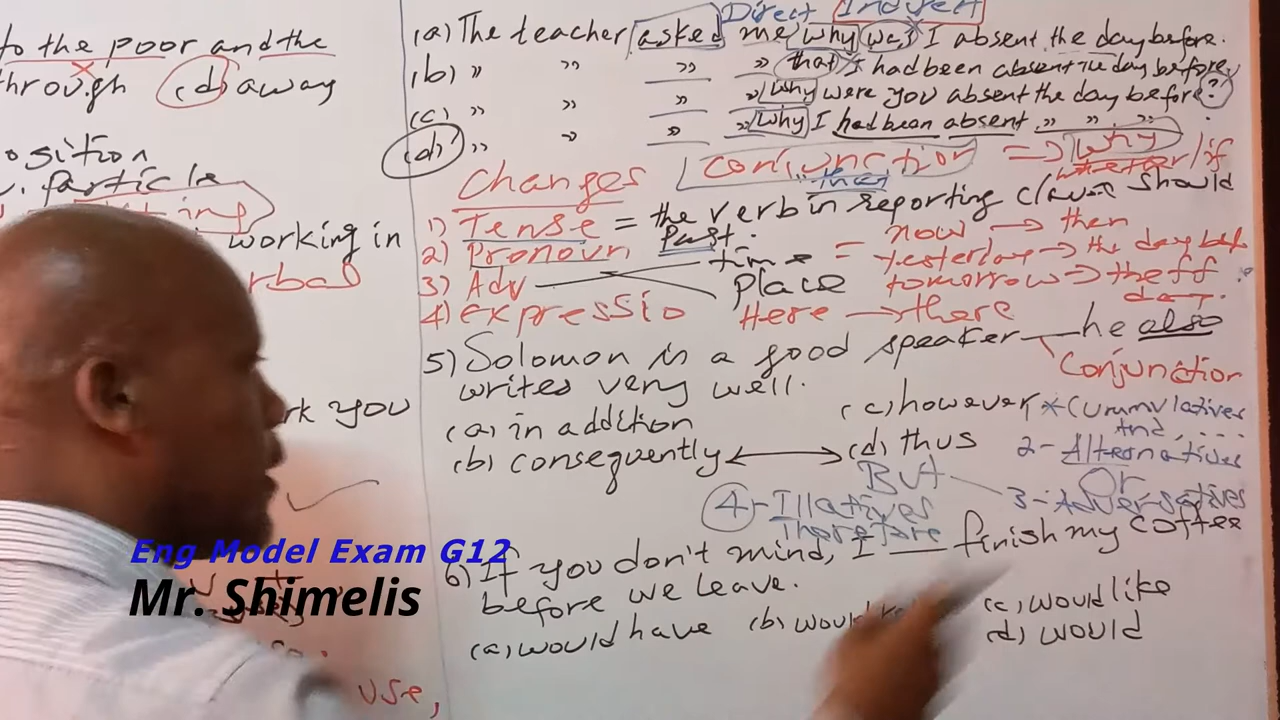 to the poor and the
through (d) away
osition
particle
working in
rbal
rk you
use,
Direct Indirect
(a) The teacher asked me why was I absent the day before.
(b) " " " " that I had been absent the day before.
(c) " " " " why were you absent the day before?
(d) " " " " why I had been absent " " "
Changes conjunction => why
that whether/if
1) Tense = the verb in reporting clause should
past.
2) Pronoun
3) Adv time = now → then
yesterday → the day bef
place tomorrow → the ff
day.
4) expressio Here → there
5) Solomon is a good speaker — he also
writes very well. Conjunction
(a) in addition (c) however, * Cummulatives
And, ....
(b) consequently ↔ (d) thus 2- Alternatives
But Or
4- Illatives 3- Adversatives
Therefore
6) If you don't mind, I — finish my coffee
before we leave.
(a) would have (b) would (c) would like
(d) would
Eng Model Exam G12
Mr. Shimelis